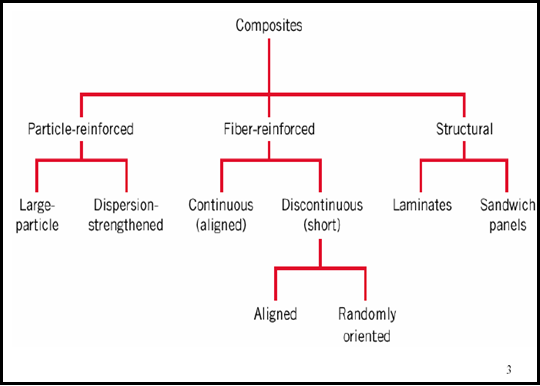 Composites
Particle-reinforced
Fiber-reinforced
Structural
Large-
particle
Dispersion-
strengthened
Continuous
(aligned)
Discontinuous
(short)
Laminates
Sandwich
panels
Aligned
Randomly
oriented
3